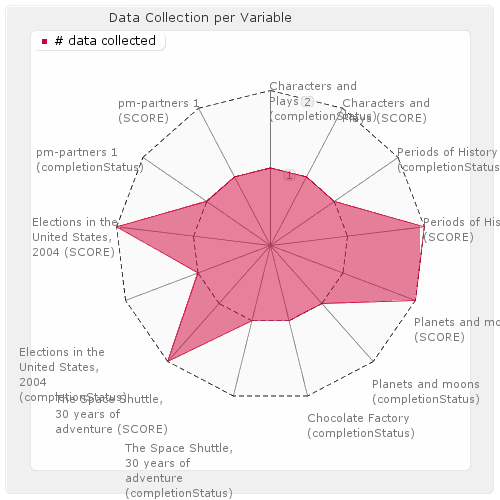 Data Collection per Variable
# data collected
Characters and
Plays
(completionStatus)
2
1
Characters and
Plays (SCORE)
Periods of History
(completionStatus
Periods of His
(SCORE)
Planets and mo
(SCORE)
Planets and moons
(completionStatus)
Chocolate Factory
(completionStatus)
The Space Shuttle,
30 years of
adventure
(completionStatus)
The Space Shuttle,
30 years of
adventure (SCORE)
Elections in the
United States,
2004
(completionStatus)
Elections in the
United States,
2004 (SCORE)
pm-partners 1
(completionStatus)
pm-partners 1
(SCORE)